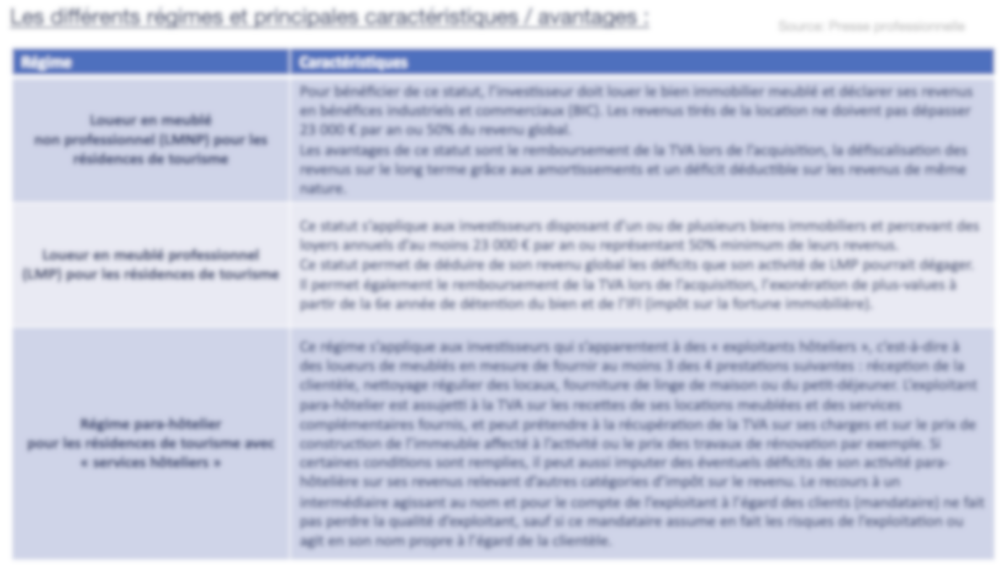 Les différents régimes et principales caractéristiques / avantages :
Source: Presse professionnelle
Régime
Caractéristiques
Loueur en meublé
non professionnel (LMNP) pour les
résidences de tourisme
Pour bénéficier de ce statut, l'investisseur doit louer le bien immobilier meublé et déclarer ses revenus
en bénéfices industriels et commerciaux (BIC). Les revenus tirés de la location ne doivent pas dépasser
23 000 € par an ou 50% du revenu global.
Les avantages de ce statut sont le remboursement de la TVA lors de l'acquisition, la défiscalisation des
revenus sur le long terme grâce aux amortissements et un déficit déductible sur les revenus de même
nature.
Loueur en meublé professionnel
(LMP) pour les résidences de tourisme
Ce statut s'applique aux investisseurs disposant d'un ou de plusieurs biens immobiliers et percevant des
loyers annuels d'au moins 23 000 € par an ou représentant 50% minimum de leurs revenus.
Ce statut permet de déduire de son revenu global les déficits que son activité de LMP pourrait dégager.
Il permet également le remboursement de la TVA lors de l'acquisition, l'exonération de plus-values à
partir de la 6e année de détention du bien et de l'IFI (impôt sur la fortune immobilière).
Régime para-hôtelier
pour les résidences de tourisme avec
« services hôteliers »
Ce régime s'applique aux investisseurs qui s'apparentent à des « exploitants hôteliers », c'est-à-dire à
des loueurs de meublés en mesure de fournir au moins 3 des 4 prestations suivantes : réception de la
clientèle, nettoyage régulier des locaux, fourniture de linge de maison ou du petit-déjeuner. L'exploitant
para-hôtelier est assujetti à la TVA sur les recettes de ses locations meublées et des services
complémentaires fournis, et peut prétendre à la récupération de la TVA sur ses charges et sur le prix de
construction de l'immeuble affecté à l'activité ou le prix des travaux de rénovation par exemple. Si
certaines conditions sont remplies, il peut aussi imputer des éventuels déficits de son activité para-
hôtelière sur ses revenus relevant d'autres catégories d'impôt sur le revenu. Le recours à un
intermédiaire agissant au nom et pour le compte de l'exploitant à l'égard des clients (mandataire) ne fait
pas perdre la qualité d'exploitant, sauf si ce mandataire assume en fait les risques de l'exploitation ou
agit en son nom propre à l'égard de la clientèle.